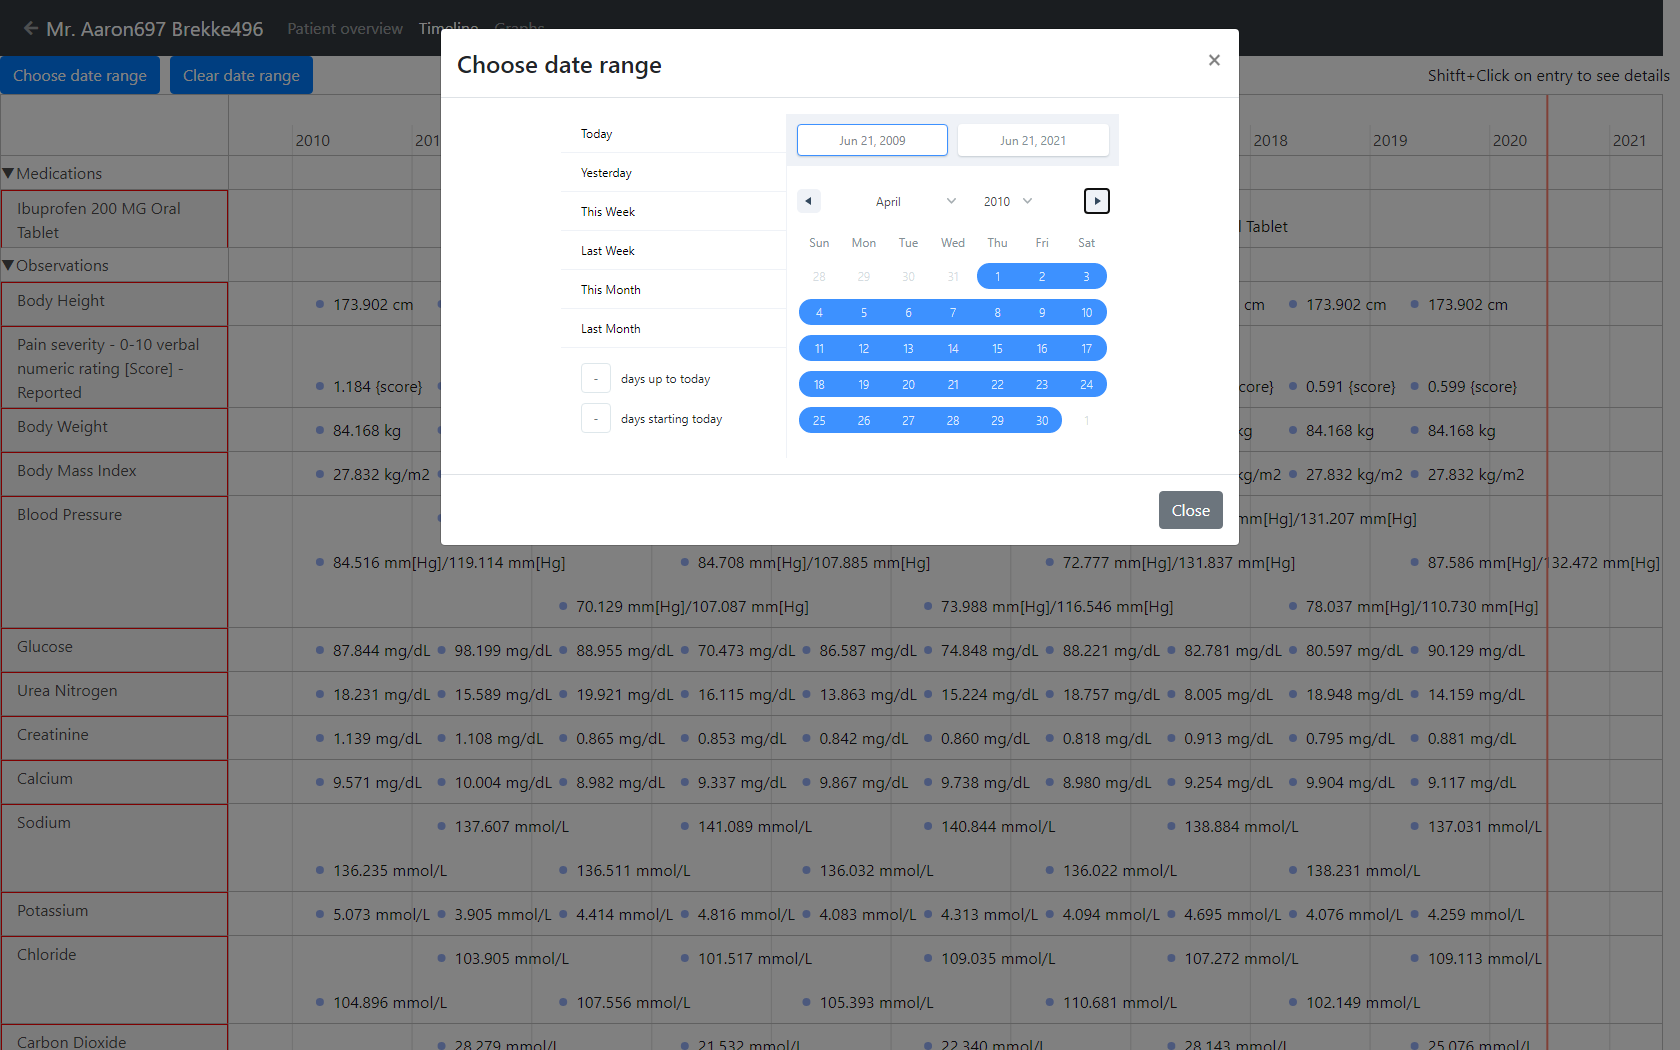 Mr. Aaron697 Brekke496 Patient overview Timeline Graphs
Choose date range Clear date range Shitft+Click on entry to see details
Choose date range ×
2010 201 2018 2019 2020 2021
Today
Yesterday
This Week
Last Week
This Month
Last Month
- days up to today
- days starting today
Jun 21, 2009 Jun 21, 2021
April 2010
Sun Mon Tue Wed Thu Fri Sat
28 29 30 31 1 2 3
4 5 6 7 8 9 10
11 12 13 14 15 16 17
18 19 20 21 22 23 24
25 26 27 28 29 30 1
Close
Medications
Ibuprofen 200 MG Oral
Tablet
Tablet
Observations
Body Height 173.902 cm cm 173.902 cm 173.902 cm
Pain severity - 0-10 verbal
numeric rating [Score] -
Reported 1.184 {score} core} 0.591 {score} 0.599 {score}
Body Weight 84.168 kg kg 84.168 kg 84.168 kg
Body Mass Index 27.832 kg/m2 kg/m2 27.832 kg/m2 27.832 kg/m2
Blood Pressure mm[Hg]/131.207 mm[Hg]
84.516 mm[Hg]/119.114 mm[Hg] 84.708 mm[Hg]/107.885 mm[Hg] 72.777 mm[Hg]/131.837 mm[Hg] 87.586 mm[Hg]/132.472 mm[Hg]
70.129 mm[Hg]/107.087 mm[Hg] 73.988 mm[Hg]/116.546 mm[Hg] 78.037 mm[Hg]/110.730 mm[Hg]
Glucose 87.844 mg/dL 98.199 mg/dL 88.955 mg/dL 70.473 mg/dL 86.587 mg/dL 74.848 mg/dL 88.221 mg/dL 82.781 mg/dL 80.597 mg/dL 90.129 mg/dL
Urea Nitrogen 18.231 mg/dL 15.589 mg/dL 19.921 mg/dL 16.115 mg/dL 13.863 mg/dL 15.224 mg/dL 18.757 mg/dL 8.005 mg/dL 18.948 mg/dL 14.159 mg/dL
Creatinine 1.139 mg/dL 1.108 mg/dL 0.865 mg/dL 0.853 mg/dL 0.842 mg/dL 0.860 mg/dL 0.818 mg/dL 0.913 mg/dL 0.795 mg/dL 0.881 mg/dL
Calcium 9.571 mg/dL 10.004 mg/dL 8.982 mg/dL 9.337 mg/dL 9.867 mg/dL 9.738 mg/dL 8.980 mg/dL 9.254 mg/dL 9.904 mg/dL 9.117 mg/dL
Sodium 137.607 mmol/L 141.089 mmol/L 140.844 mmol/L 138.884 mmol/L 137.031 mmol/L
136.235 mmol/L 136.511 mmol/L 136.032 mmol/L 136.022 mmol/L 138.231 mmol/L
Potassium 5.073 mmol/L 3.905 mmol/L 4.414 mmol/L 4.816 mmol/L 4.083 mmol/L 4.313 mmol/L 4.094 mmol/L 4.695 mmol/L 4.076 mmol/L 4.259 mmol/L
Chloride 103.905 mmol/L 101.517 mmol/L 109.035 mmol/L 107.272 mmol/L 109.113 mmol/L
104.896 mmol/L 107.556 mmol/L 105.393 mmol/L 110.681 mmol/L 102.149 mmol/L
Carbon Dioxide 28.279 mmol/L 21.532 mmol/L 22.340 mmol/L 28.143 mmol/L 25.076 mmol/L